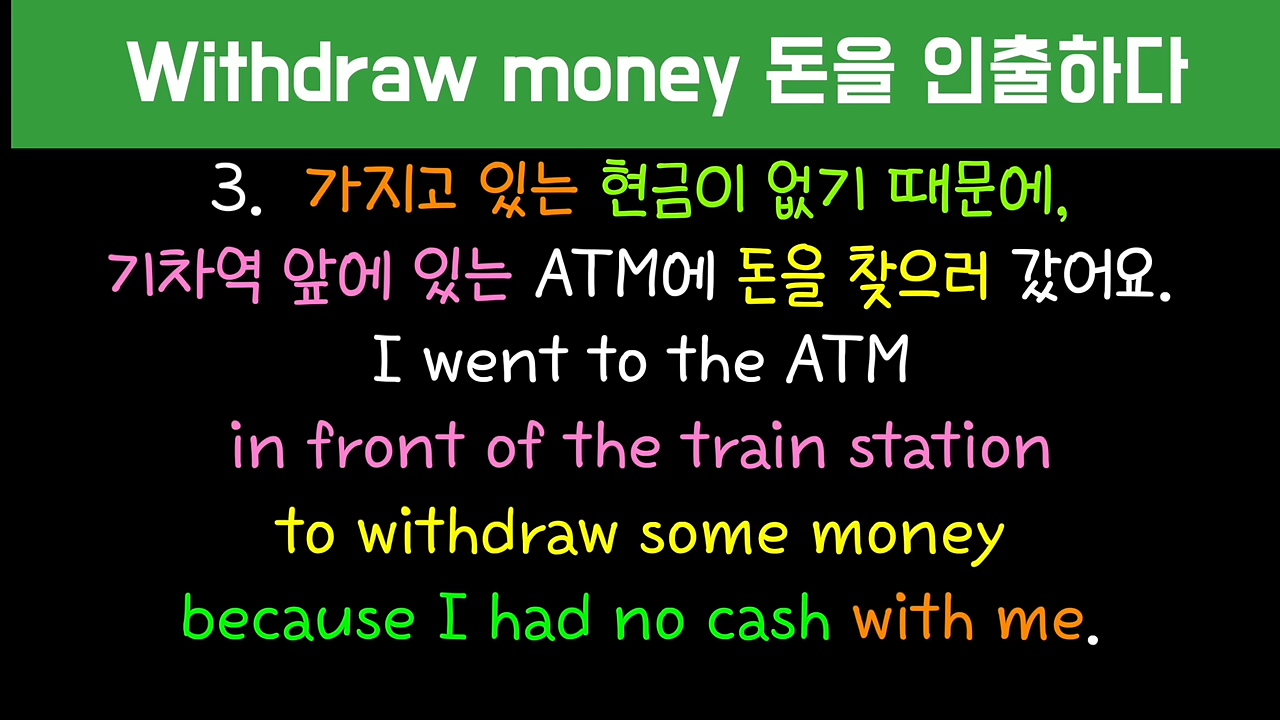 Withdraw money 돈을 인출하다
3. 가지고 있는 현금이 없기 때문에,
기차역 앞에 있는 ATM에 돈을 찾으러 갔어요.
I went to the ATM
in front of the train station
to withdraw some money
because I had no cash with me.